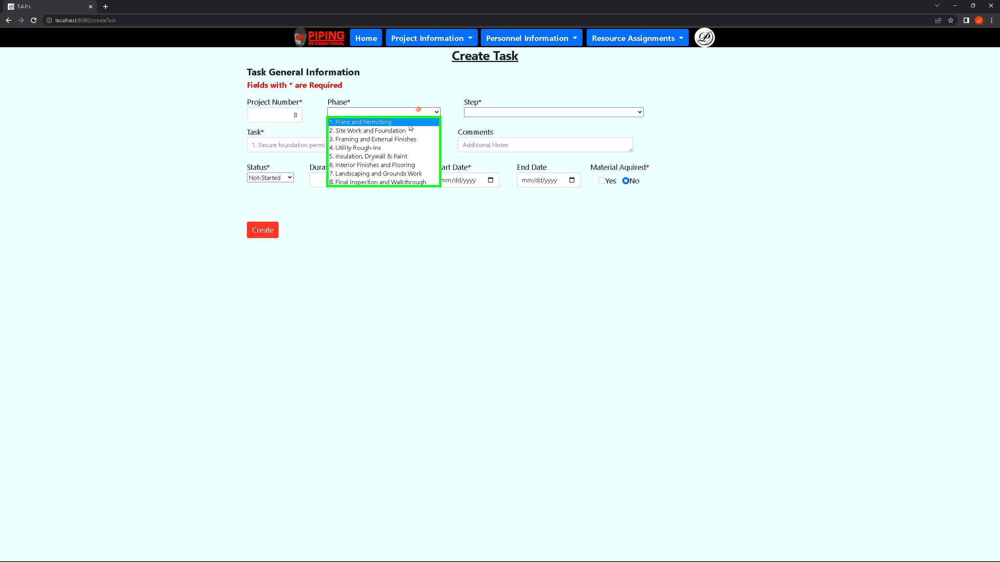 T.A.P.I.
localhost:8080/createTask
JZ
PIPING
INTERNATIONAL
Home Project Information Personnel Information Resource Assignments
Create Task
Task General Information
Fields with * are Required
Project Number* Phase* Step*
8
1. Plans and Permitting
2. Site Work and Foundation
3. Framing and External Finishes
4. Utility Rough-Ins
5. Insulation, Drywall & Paint
6. Interior Finishes and Flooring
7. Landscaping and Grounds Work
8. Final Inspection and Walkthrough
Task* Comments
1. Secure foundation permi Additional Notes
Status* Dura art Date* End Date Material Aquired*
Not-Started mm/dd/yyyy mm/dd/yyyy Yes No
Create